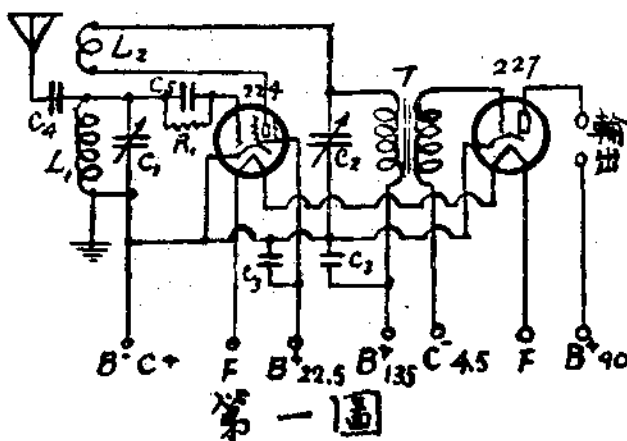 L₂
T
227
C₅
224
C₄
R₁
L₁
C₁
C₂
輸出
C₃
C₃
B⁻ C⁺
F
B⁺22.5
B⁺135
C⁻4.5
F
B⁺90
第一圖